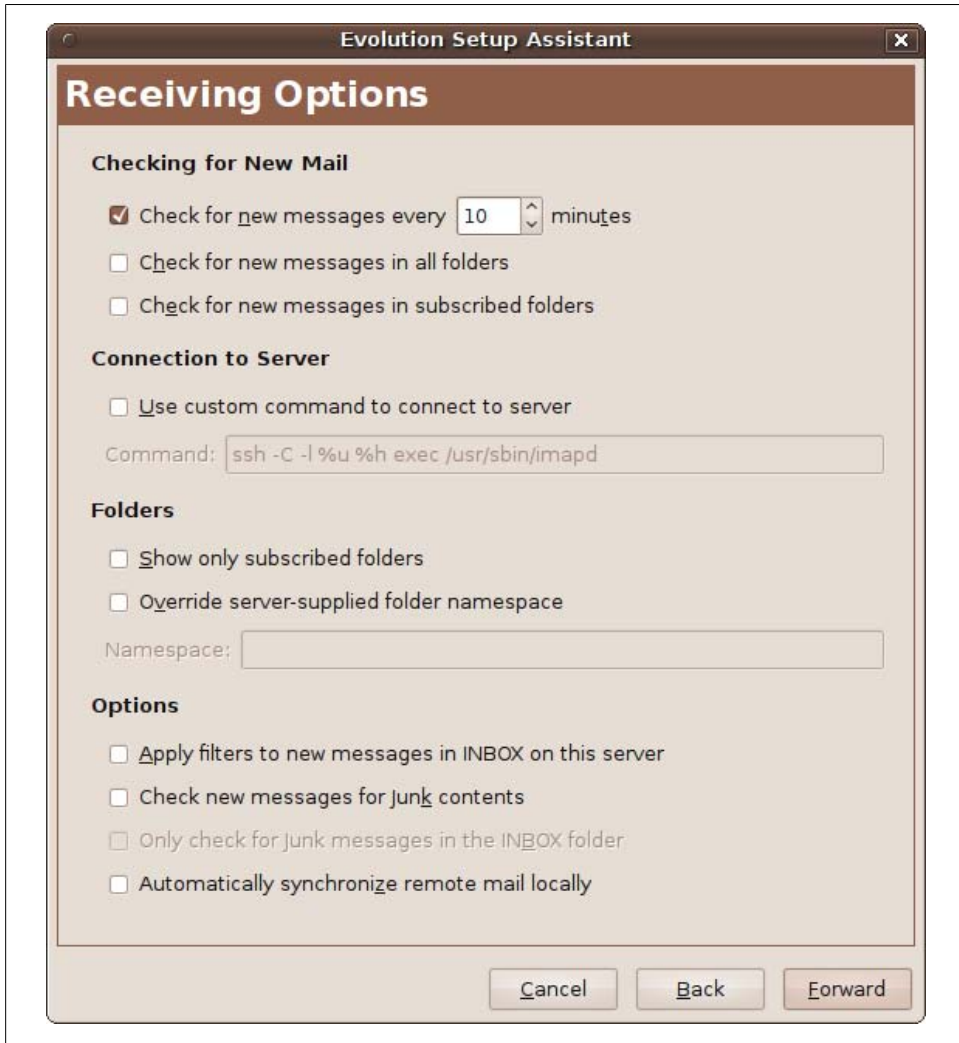 Evolution Setup Assistant
Receiving Options
Checking for New Mail
Check for new messages every 10 minutes
Check for new messages in all folders
Check for new messages in subscribed folders
Connection to Server
Use custom command to connect to server
Command: ssh -C -l %u %h exec /usr/sbin/imapd
Folders
Show only subscribed folders
Override server-supplied folder namespace
Namespace:
Options
Apply filters to new messages in INBOX on this server
Check new messages for Junk contents
Only check for Junk messages in the INBOX folder
Automatically synchronize remote mail locally
Cancel Back Forward